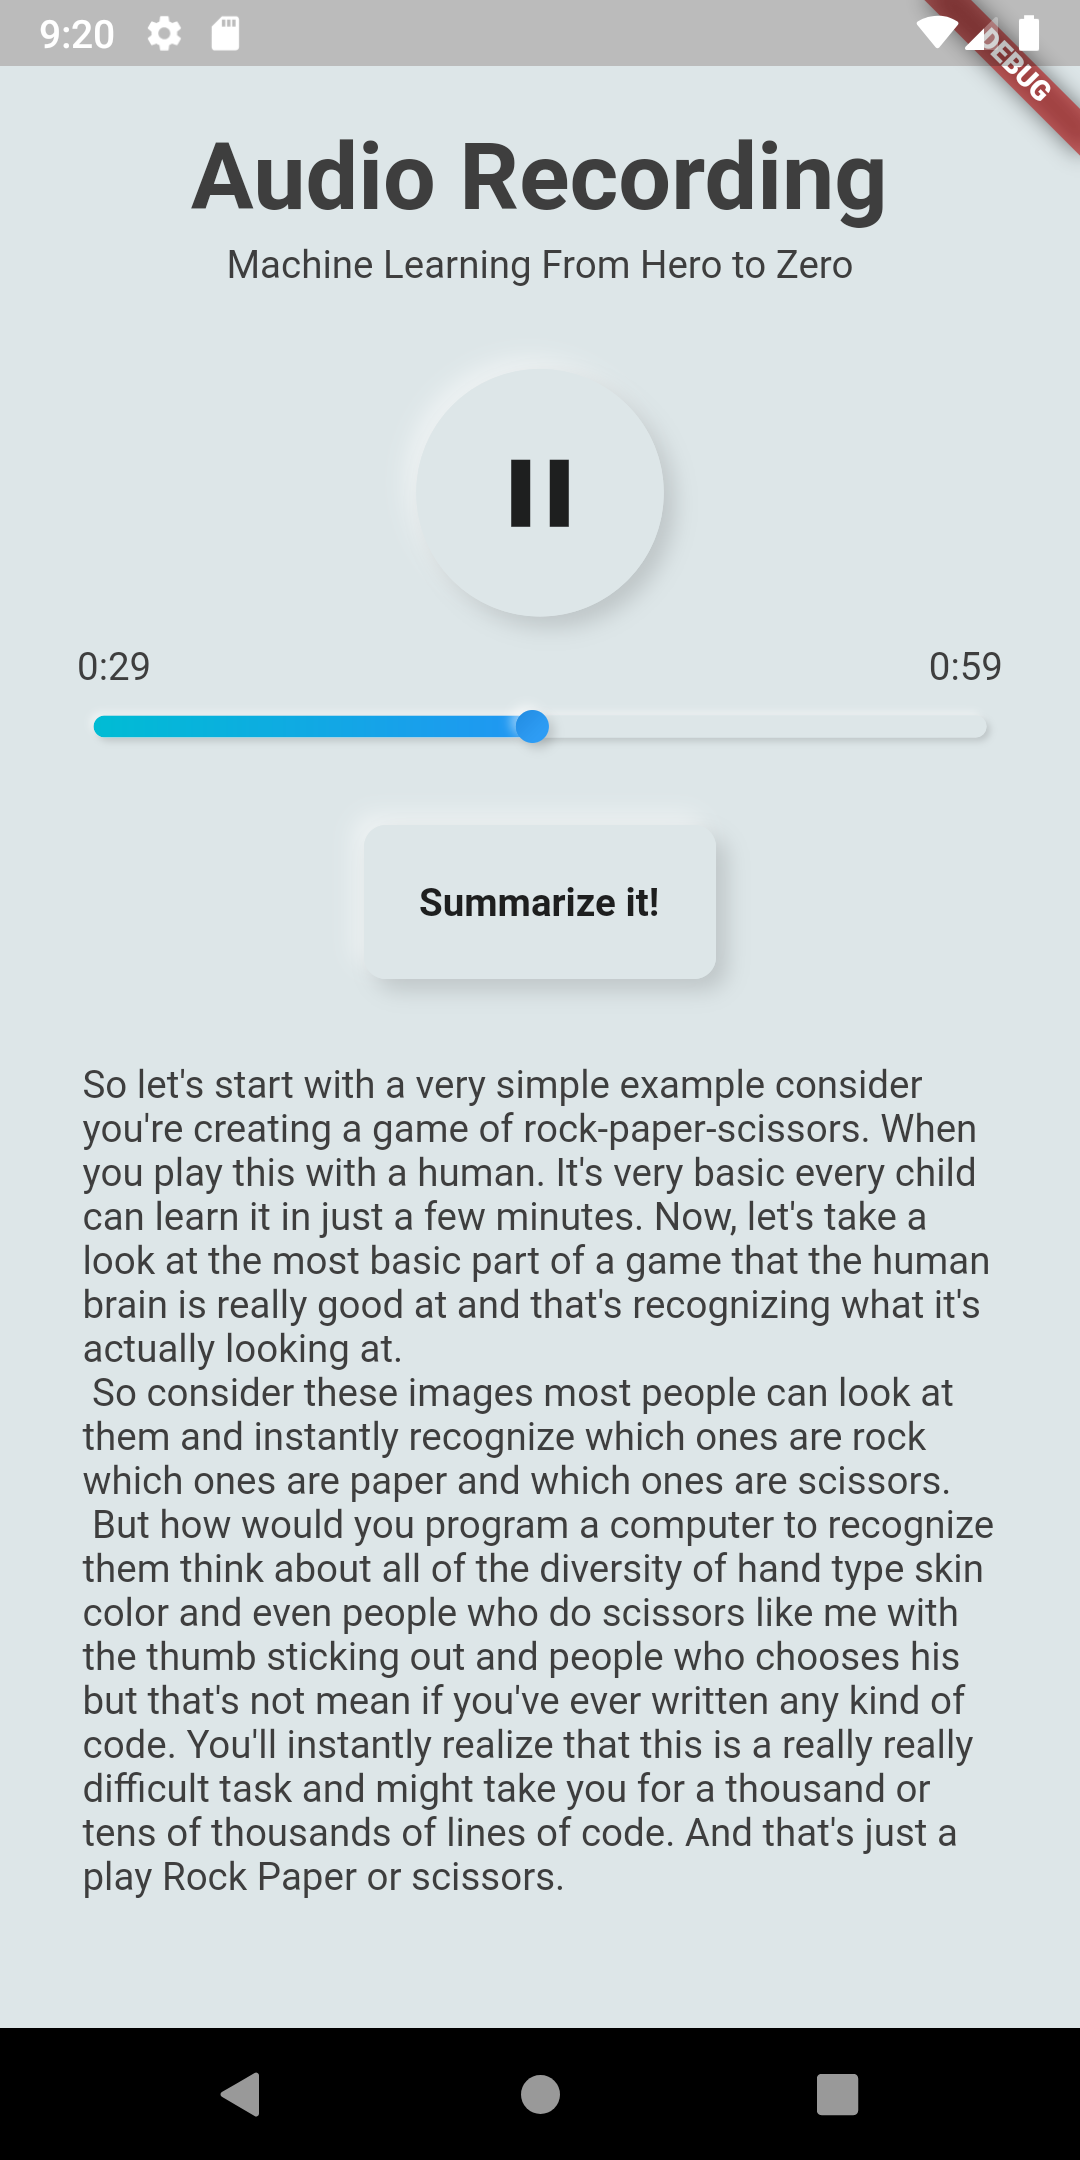 9:20
DEBUG
Audio Recording
Machine Learning From Hero to Zero
0:29
0:59
Summarize it!
So let's start with a very simple example consider
you're creating a game of rock-paper-scissors. When
you play this with a human. It's very basic every child
can learn it in just a few minutes. Now, let's take a
look at the most basic part of a game that the human
brain is really good at and that's recognizing what it's
actually looking at.
So consider these images most people can look at
them and instantly recognize which ones are rock
which ones are paper and which ones are scissors.
But how would you program a computer to recognize
them think about all of the diversity of hand type skin
color and even people who do scissors like me with
the thumb sticking out and people who chooses his
but that's not mean if you've ever written any kind of
code. You'll instantly realize that this is a really really
difficult task and might take you for a thousand or
tens of thousands of lines of code. And that's just a
play Rock Paper or scissors.